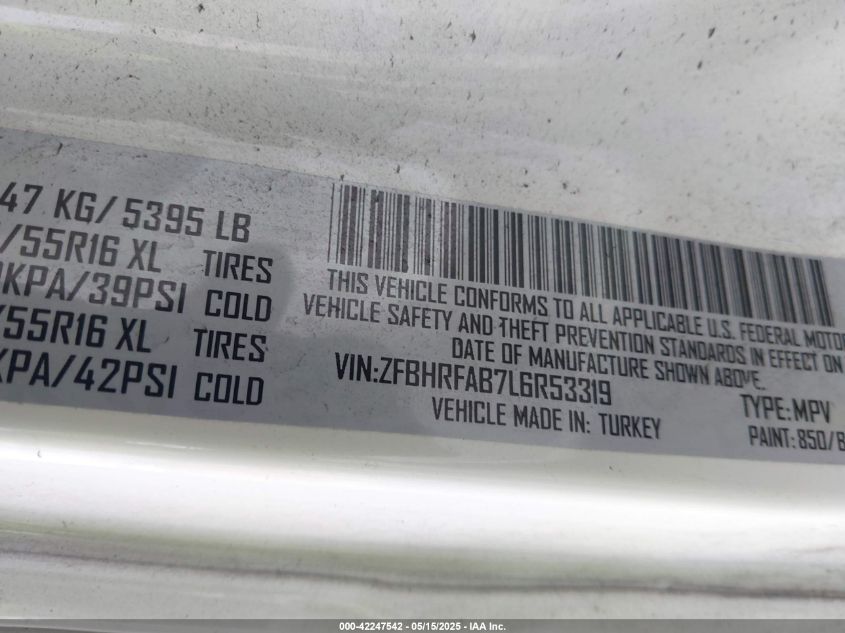 47 KG/ 5395 LB
/55R16 XL TIRES
KPA/39PSI COLD
/55R16 XL TIRES
KPA/42PSI COLD
THIS VEHICLE CONFORMS TO ALL APPLICABLE U.S. FEDERAL MOTOR
VEHICLE SAFETY AND THEFT PREVENTION STANDARDS IN EFFECT ON
DATE OF MANUFACTURE SHOWN ABOVE.
VIN:ZFBHRFAB7L6R53319
TYPE:MPV
VEHICLE MADE IN: TURKEY
PAINT: 850/B
000-42247542 - 05/15/2025 - IAA Inc.